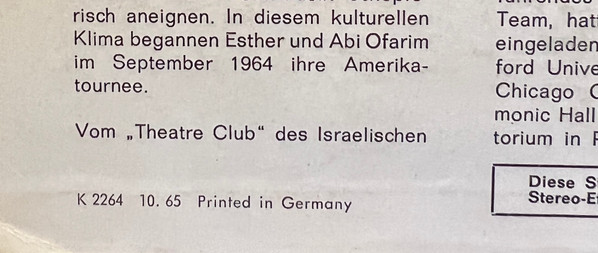 risch aneignen. In diesem kulturellen
Klima begannen Esther und Abi Ofarim
im September 1964 ihre Amerika-
tournee.
Vom „Theatre Club“ des Israelischen
K 2264 10. 65 Printed in Germany
Team, hat
eingeladen
ford Unive
Chicago
monic Hall
torium in
Diese S
Stereo-E